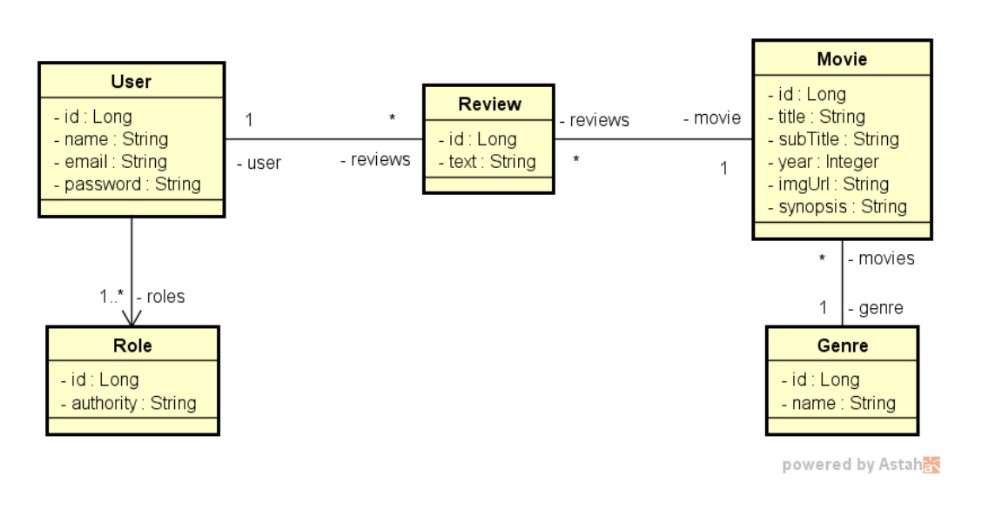 User
- id : Long
- name : String
- email : String
- password : String
1
*
- user
- reviews
Review
- id : Long
- text : String
- reviews
- movie
*
1
Movie
- id : Long
- title : String
- subTitle : String
- year : Integer
- imgUrl : String
- synopsis : String
* - movies
1 - genre
1..* - roles
Role
- id : Long
- authority : String
Genre
- id : Long
- name : String
powered by Astah